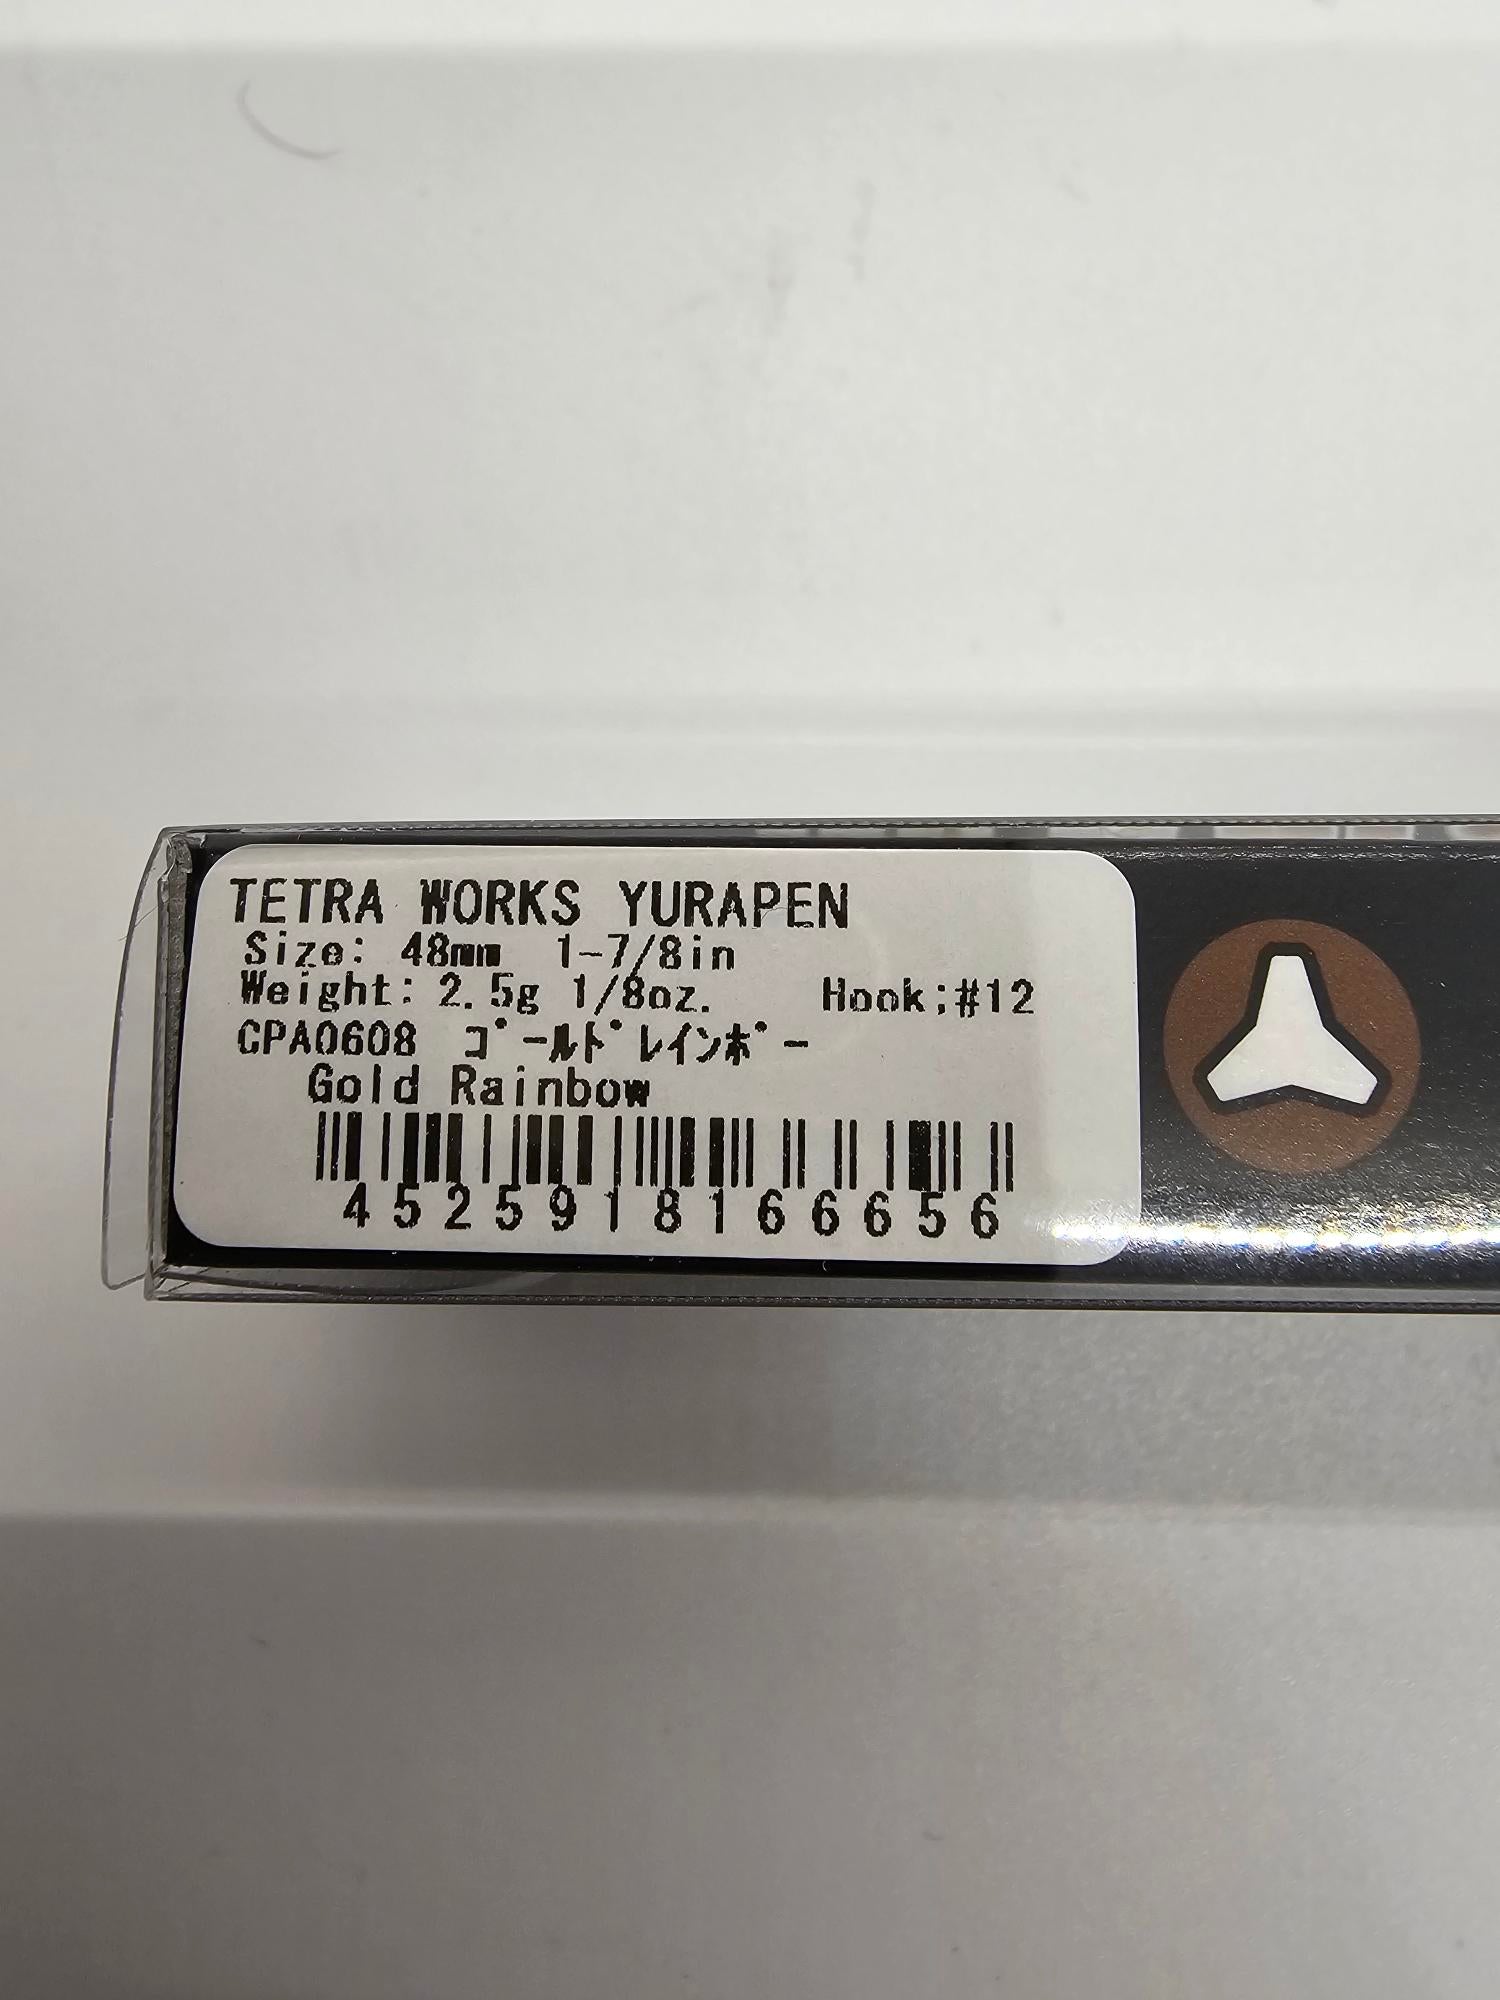 TETRA WORKS YURAPEN
Size: 48mm 1-7/8in
Weight: 2.5g 1/8oz. Hook;#12
CPA0608 ｺﾞｰﾙﾄﾞﾚｲﾝﾎﾞｰ
Gold Rainbow
4525918166656